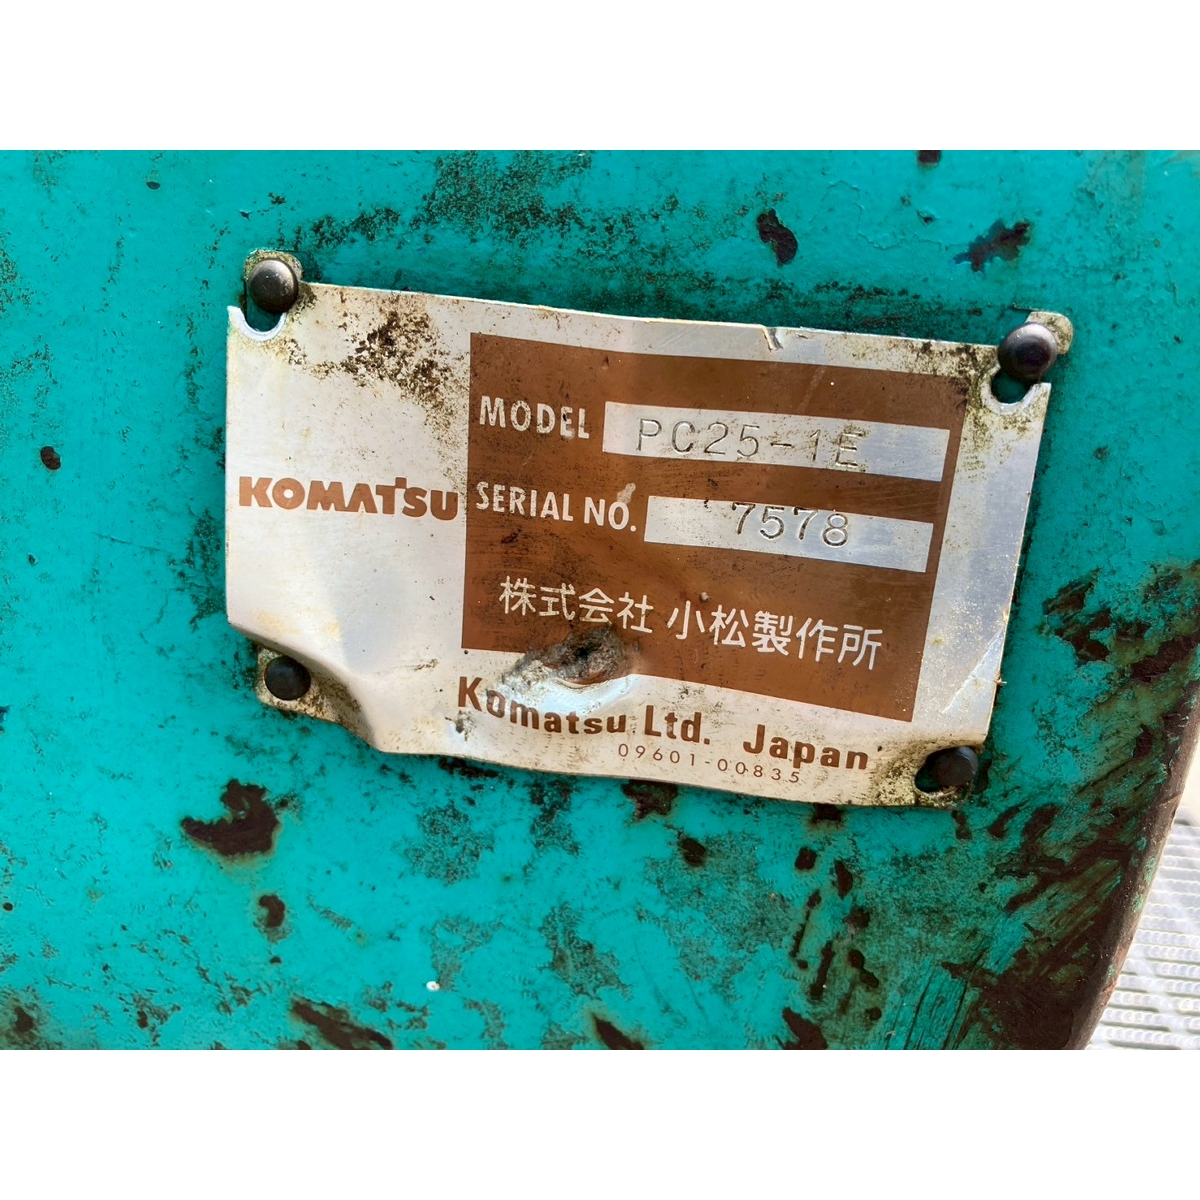 MODEL PC25-1E
KOMATSU
SERIAL NO. 7578
株式会社 小松製作所
Komatsu Ltd. Japan
09601-00835